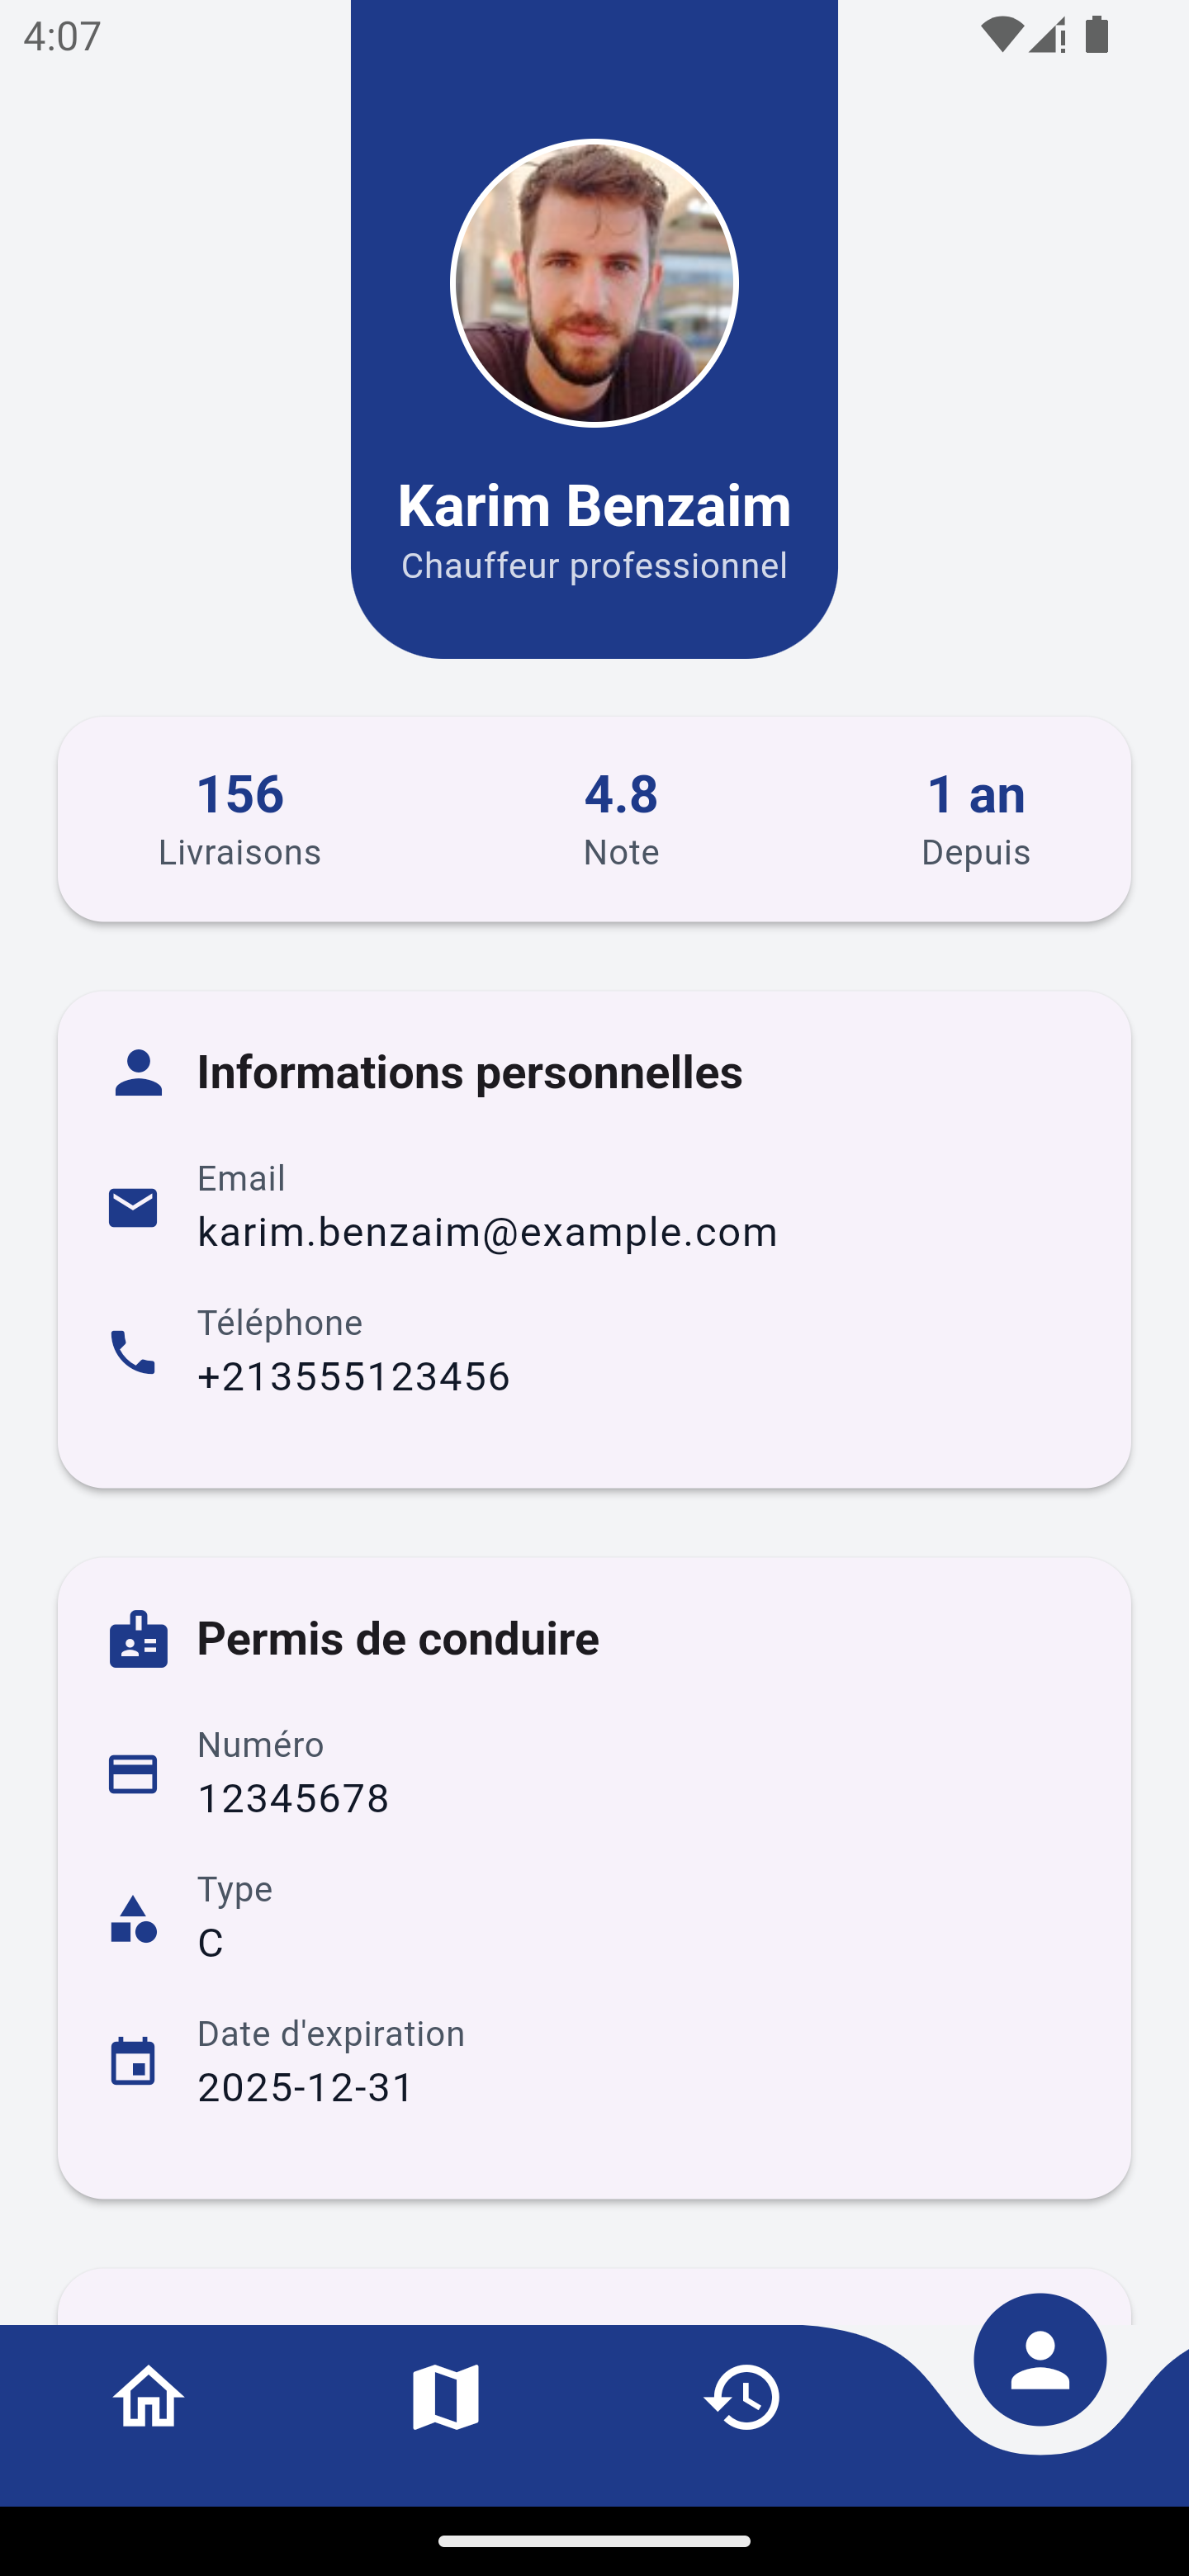 4:07
Karim Benzaim
Chauffeur professionnel
156
Livraisons
4.8
Note
1 an
Depuis
Informations personnelles
Email
karim.benzaim@example.com
Téléphone
+213555123456
Permis de conduire
Numéro
12345678
Type
C
Date d'expiration
2025-12-31